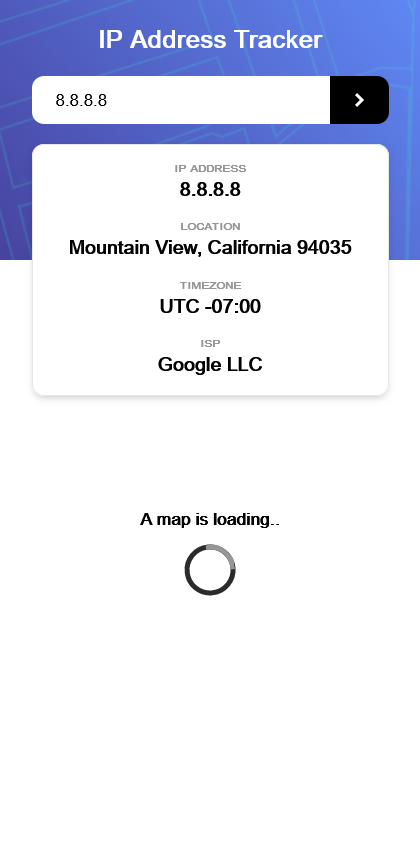 IP Address Tracker
8.8.8.8
IP ADDRESS
8.8.8.8
LOCATION
Mountain View, California 94035
TIMEZONE
UTC -07:00
ISP
Google LLC
A map is loading..